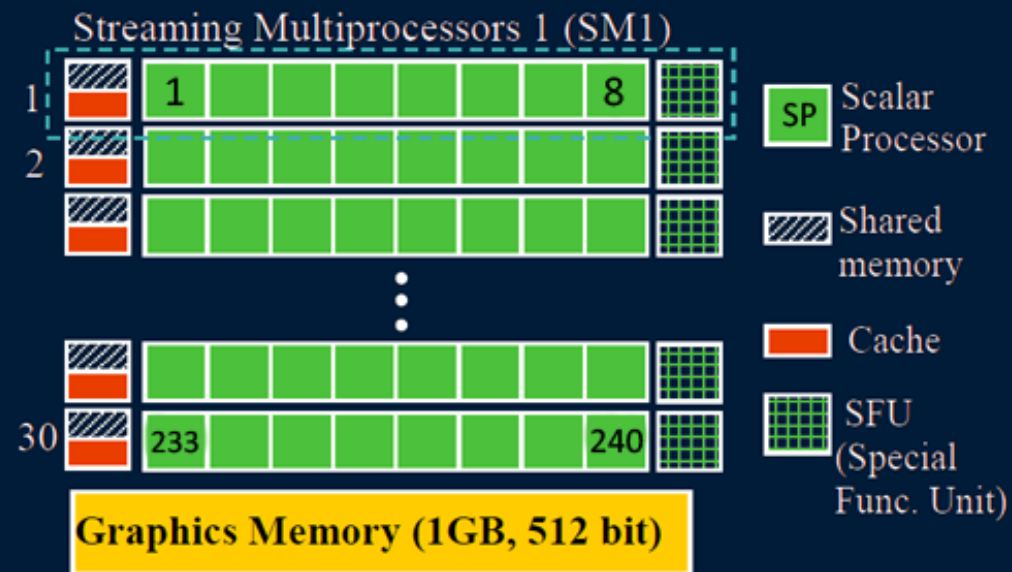 Streaming Multiprocessors 1 (SM1)
1
1
8
2
30
233
240
Graphics Memory (1GB, 512 bit)
SP
Scalar
Processor
Shared
memory
Cache
SFU
(Special
Func. Unit)